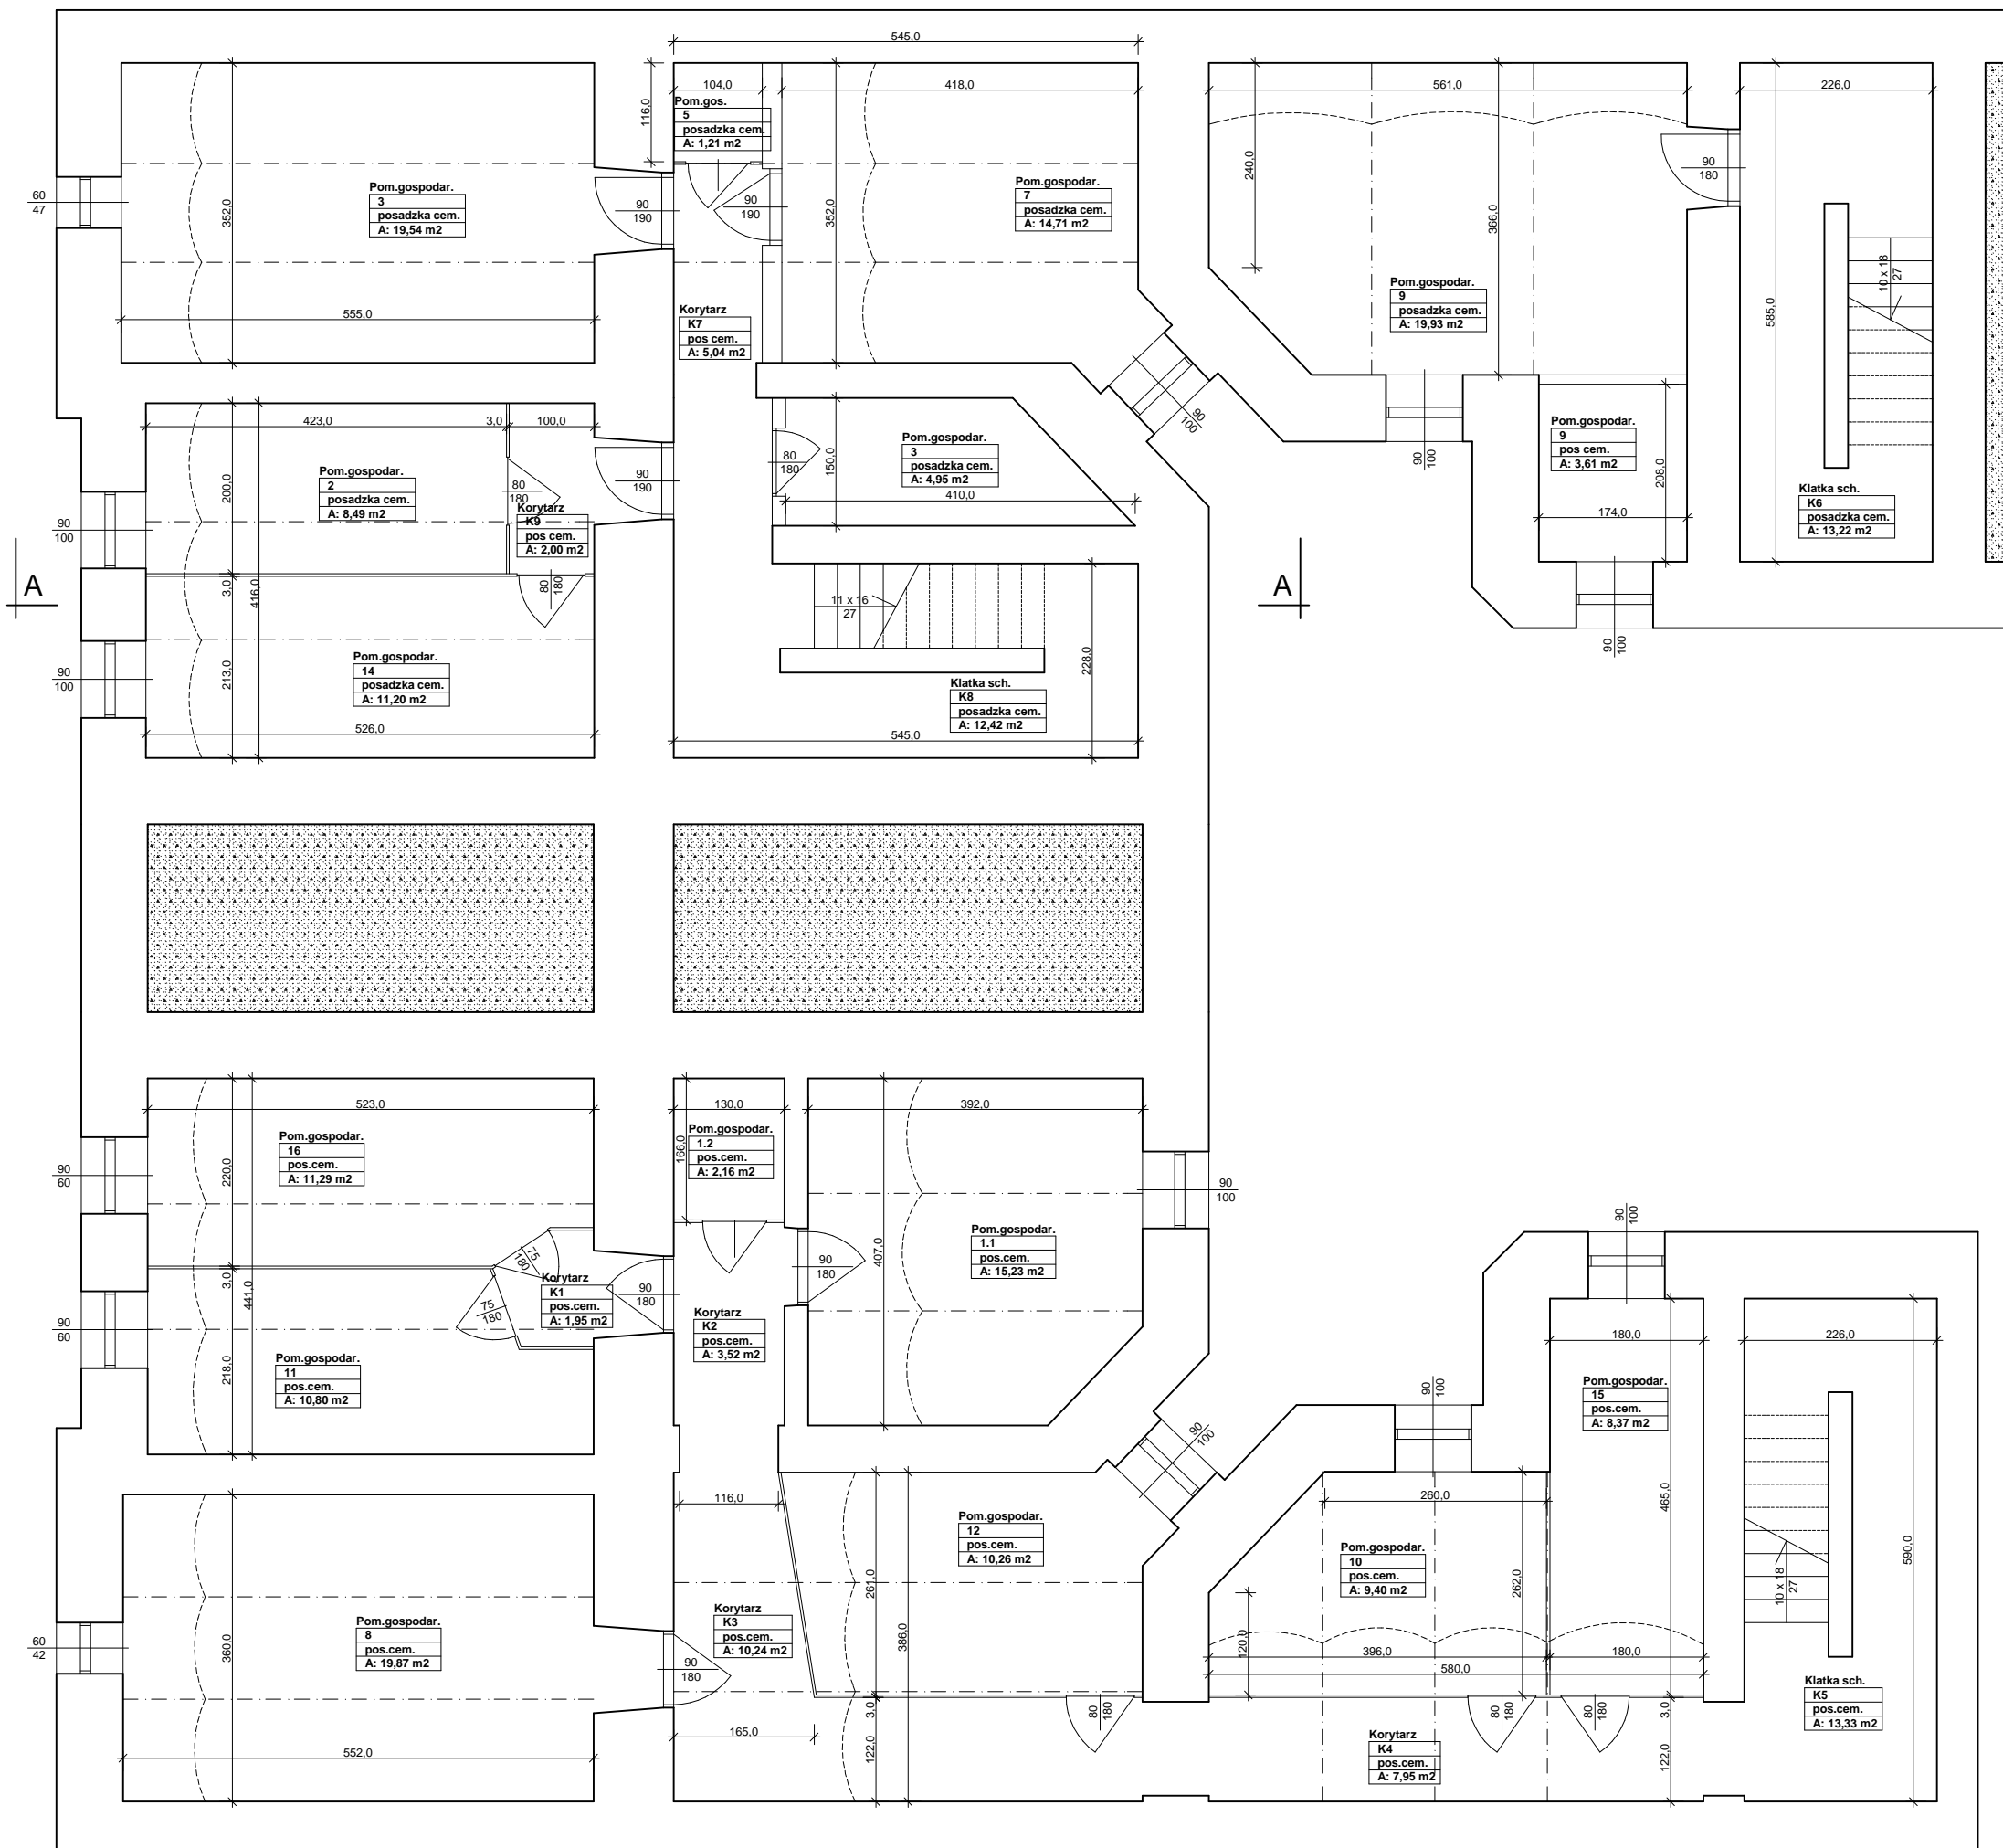 545,0
104,0
418,0
116,0
Pom.gos.
5
posadzka cem.
A: 1,21 m2
561,0
226,0
240,0
366,0
352,0
352,0
60
47
Pom.gospodar.
3
posadzka cem.
A: 19,54 m2
90
190
90
190
Pom.gospodar.
7
posadzka cem.
A: 14,71 m2
90
180
10 x 18
27
555,0
Korytarz
K7
pos cem.
A: 5,04 m2
Pom.gospodar.
9
posadzka cem.
A: 19,93 m2
585,0
423,0
3,0
100,0
90
100
90
100
200,0
416,0
Pom.gospodar.
2
posadzka cem.
A: 8,49 m2
80
180
90
190
80
180
150,0
Pom.gospodar.
3
posadzka cem.
A: 4,95 m2
410,0
Pom.gospodar.
9
pos cem.
A: 3,61 m2
208,0
174,0
Klatka sch.
K6
posadzka cem.
A: 13,22 m2
90
100
Korytarz
K9
pos cem.
A: 2,00 m2
A
A
3,0
80
180
11 x 16
27
90
100
90
100
213,0
Pom.gospodar.
14
posadzka cem.
A: 11,20 m2
228,0
Klatka sch.
K8
posadzka cem.
A: 12,42 m2
526,0
545,0
523,0
130,0
392,0
166,0
Pom.gospodar.
16
pos.cem.
A: 11,29 m2
Pom.gospodar.
1.2
pos.cem.
A: 2,16 m2
90
60
220,0
90
100
90
100
407,0
Pom.gospodar.
1.1
pos.cem.
A: 15,23 m2
75
180
3,0
441,0
Korytarz
K1
pos.cem.
A: 1,95 m2
75
180
90
180
90
180
90
60
218,0
Korytarz
K2
pos.cem.
A: 3,52 m2
180,0
226,0
Pom.gospodar.
11
pos.cem.
A: 10,80 m2
90
100
Pom.gospodar.
15
pos.cem.
A: 8,37 m2
90
100
116,0
260,0
465,0
Pom.gospodar.
12
pos.cem.
A: 10,26 m2
Pom.gospodar.
10
pos.cem.
A: 9,40 m2
262,0
590,0
10 x 18
27
261,0
386,0
120,0
60
42
360,0
Pom.gospodar.
8
pos.cem.
A: 19,87 m2
Korytarz
K3
pos.cem.
A: 10,24 m2
90
180
396,0
180,0
580,0
Klatka sch.
K5
pos.cem.
A: 13,33 m2
3,0
80
180
80
180
80
180
3,0
165,0
122,0
Korytarz
K4
pos.cem.
A: 7,95 m2
122,0
552,0